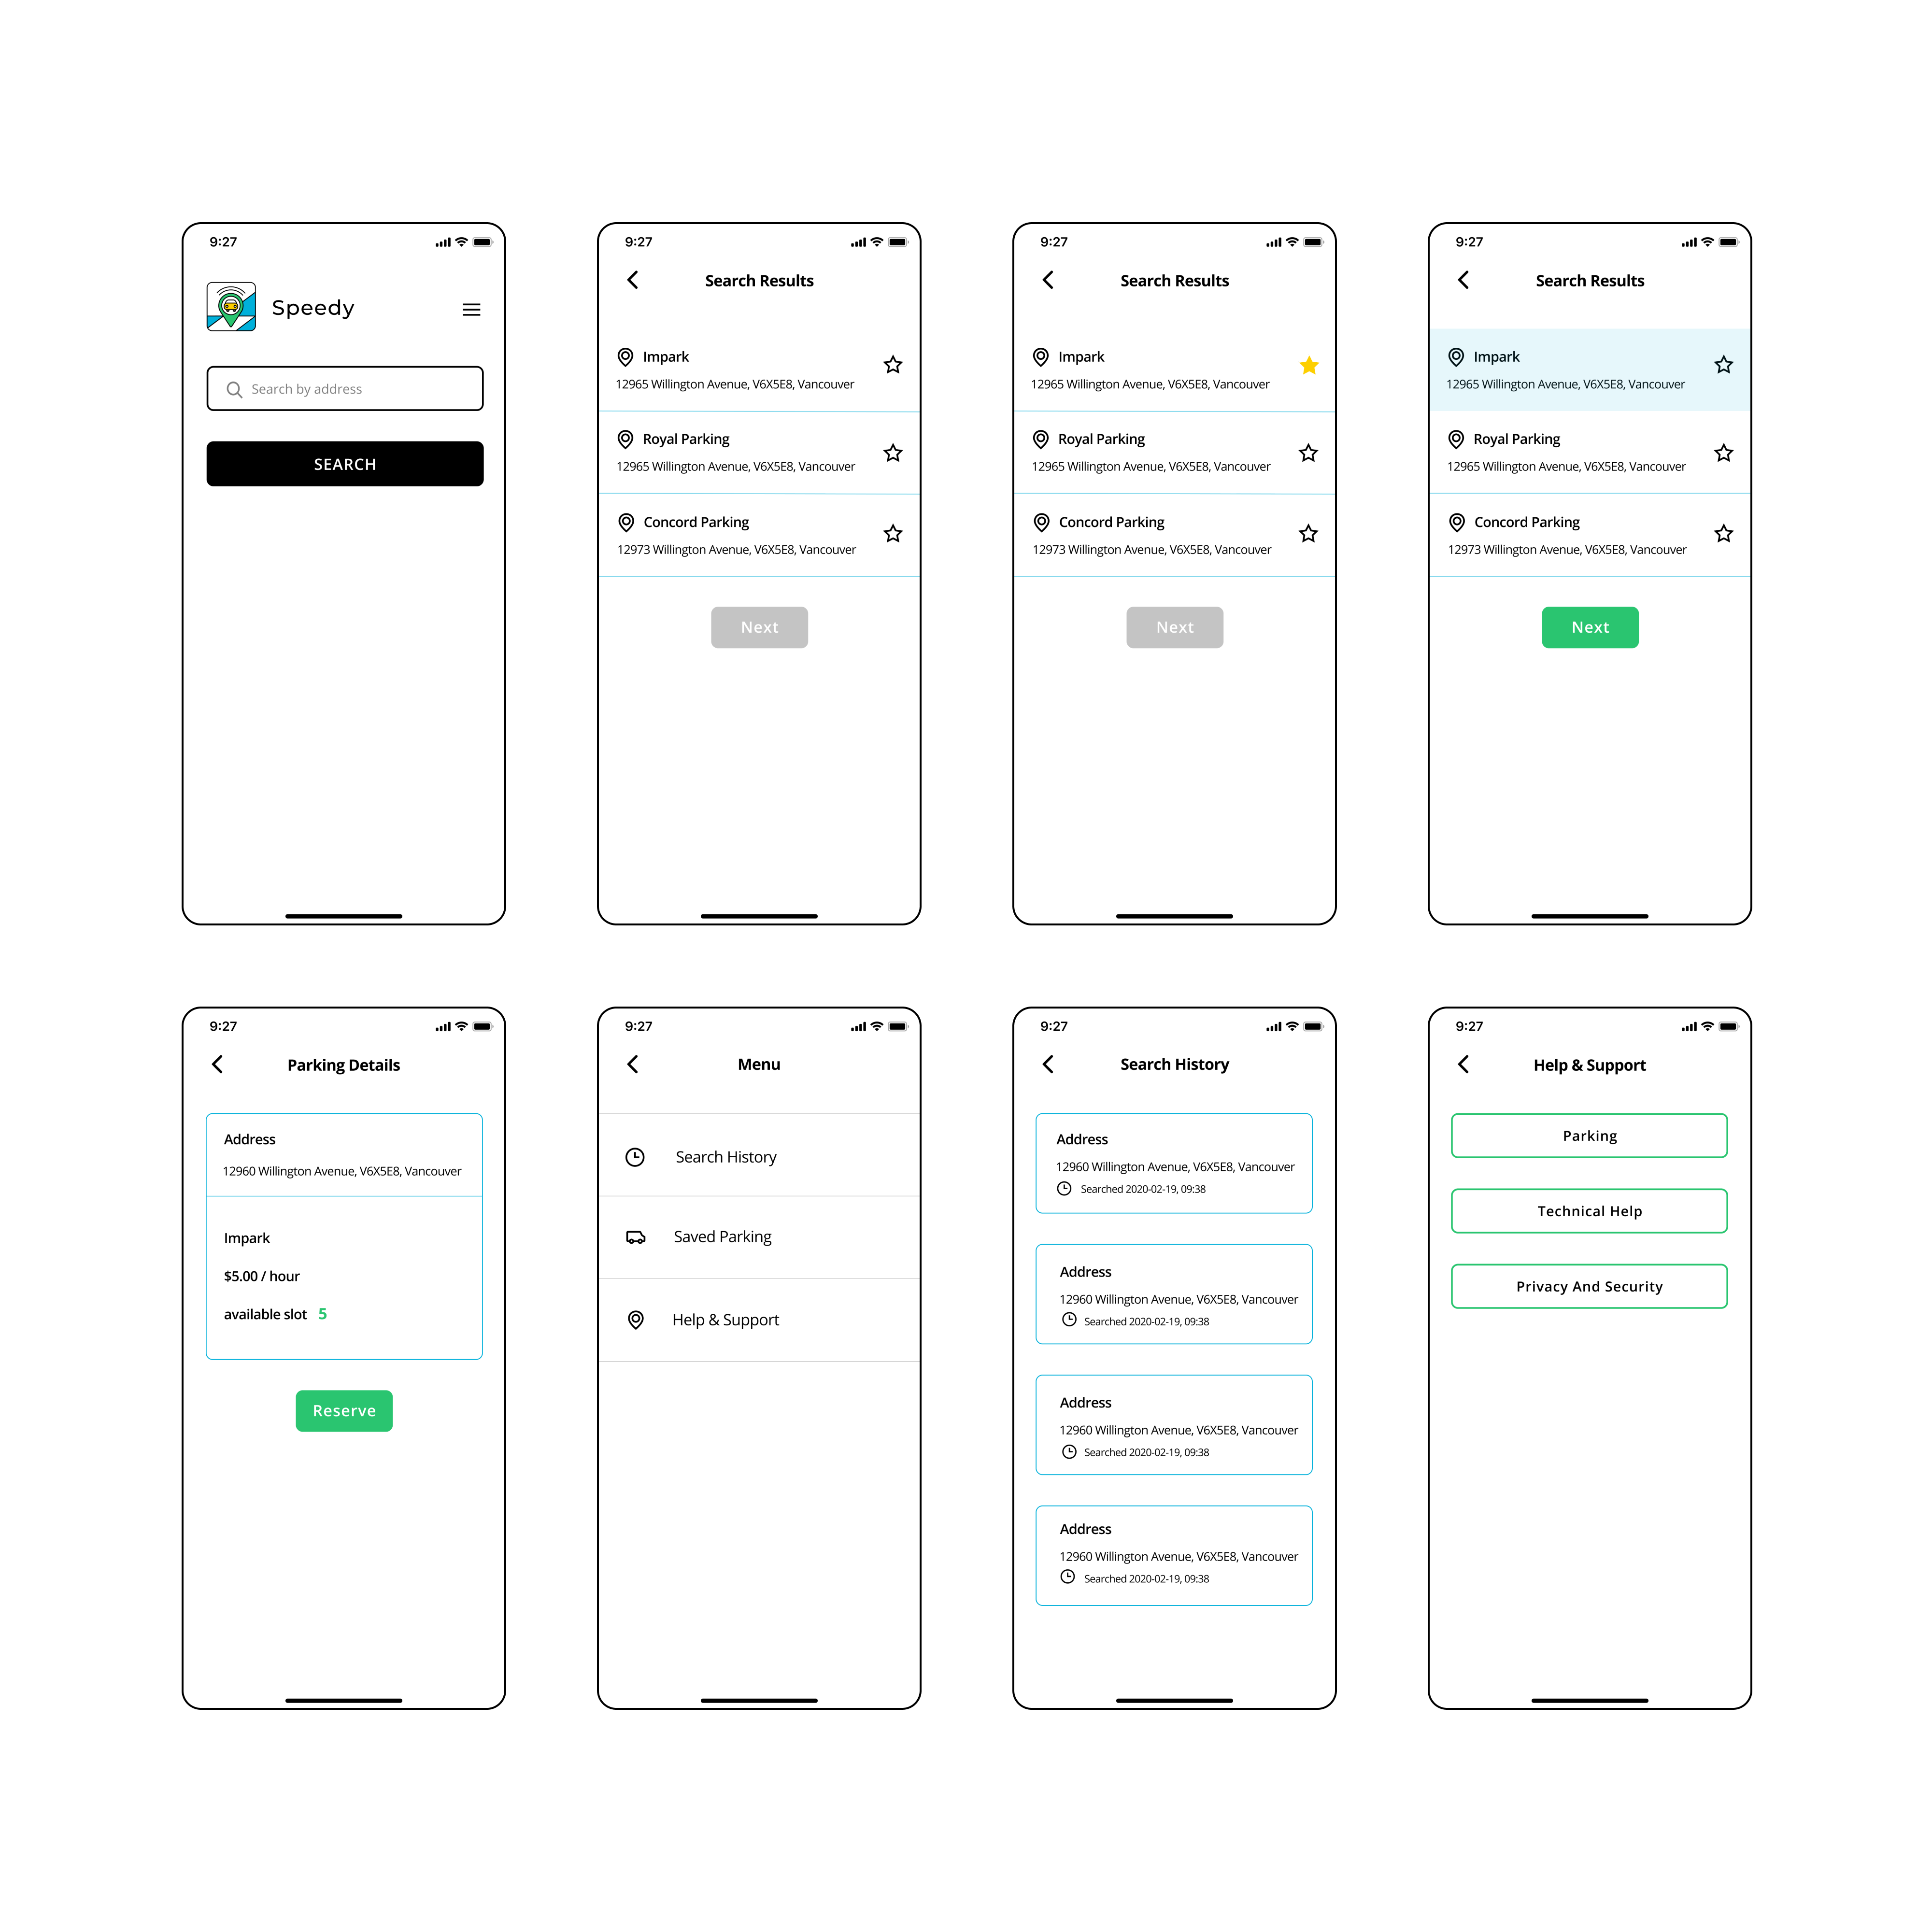 9:27
Speedy
Search by address
SEARCH
9:27
Search Results
Impark
12965 Willington Avenue, V6X5E8, Vancouver
Royal Parking
12965 Willington Avenue, V6X5E8, Vancouver
Concord Parking
12973 Willington Avenue, V6X5E8, Vancouver
Next
9:27
Search Results
Impark
12965 Willington Avenue, V6X5E8, Vancouver
Royal Parking
12965 Willington Avenue, V6X5E8, Vancouver
Concord Parking
12973 Willington Avenue, V6X5E8, Vancouver
Next
9:27
Search Results
Impark
12965 Willington Avenue, V6X5E8, Vancouver
Royal Parking
12965 Willington Avenue, V6X5E8, Vancouver
Concord Parking
12973 Willington Avenue, V6X5E8, Vancouver
Next
9:27
Parking Details
Address
12960 Willington Avenue, V6X5E8, Vancouver
Impark
$5.00 / hour
available slot 5
Reserve
9:27
Menu
Search History
Saved Parking
Help & Support
9:27
Search History
Address
12960 Willington Avenue, V6X5E8, Vancouver
Searched 2020-02-19, 09:38
Address
12960 Willington Avenue, V6X5E8, Vancouver
Searched 2020-02-19, 09:38
Address
12960 Willington Avenue, V6X5E8, Vancouver
Searched 2020-02-19, 09:38
Address
12960 Willington Avenue, V6X5E8, Vancouver
Searched 2020-02-19, 09:38
9:27
Help & Support
Parking
Technical Help
Privacy And Security